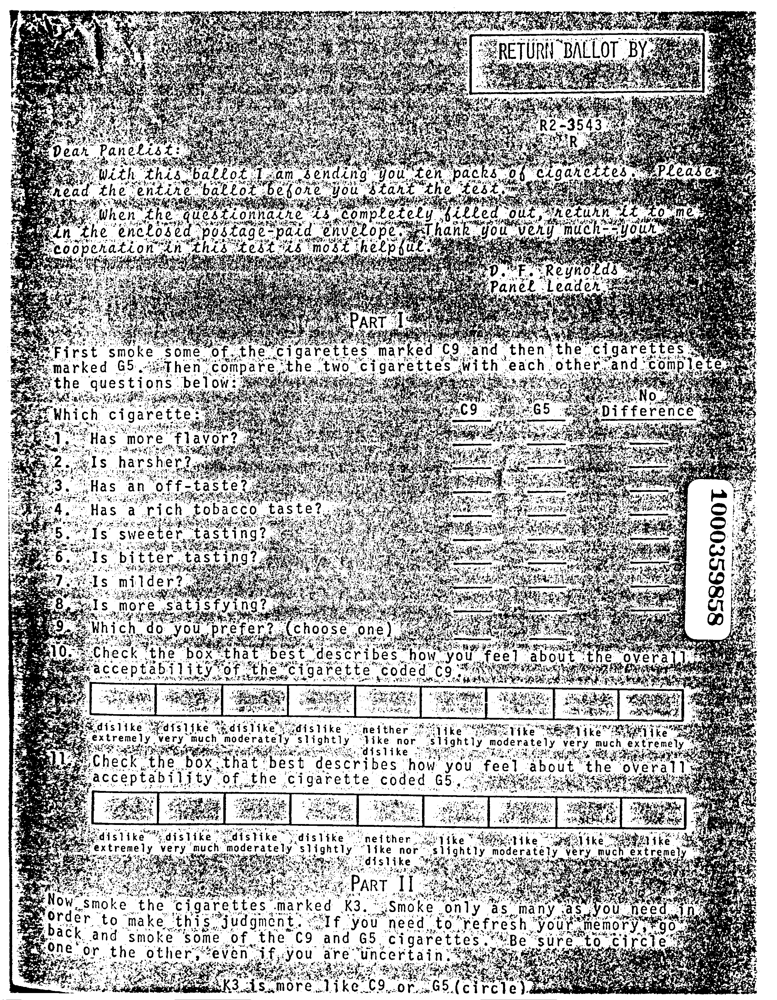 RETURN BALLOT BY
R2-3543
R
Dear Panelist:
With this ballot I am sending you ten packs of cigarettes. Please
read the entire ballot before you start the test.
When the questionnaire is completely filled out, return it to me
in the enclosed postage-paid envelope. Thank you very much--your
cooperation in this test is most helpful.
D. F. Reynolds
Panel Leader
PART I
First smoke some of the cigarettes marked C9 and then the cigarettes
marked G5. Then compare the two cigarettes with each other and complete
the questions below:
Which cigarette: C9 G5 No Difference
1. Has more flavor?
2. Is harsher?
3. Has an off-taste?
4. Has a rich tobacco taste?
5. Is sweeter tasting?
6. Is bitter tasting?
7. Is milder?
8. Is more satisfying?
9. Which do you prefer? (choose one)
10. Check the box that best describes how you feel about the overall
acceptability of the cigarette coded C9.
dislike dislike dislike dislike neither like like like like
extremely very much moderately slightly like nor slightly moderately very much extremely
dislike
11. Check the box that best describes how you feel about the overall
acceptability of the cigarette coded G5.
dislike dislike dislike dislike neither like like like like
extremely very much moderately slightly like nor slightly moderately very much extremely
dislike
PART II
Now smoke the cigarettes marked K3. Smoke only as many as you need in
order to make this judgment. If you need to refresh your memory, go
back and smoke some of the C9 and G5 cigarettes. Be sure to circle
one or the other, even if you are uncertain.
K3 is more like C9 or G5 (circle)
1000359858